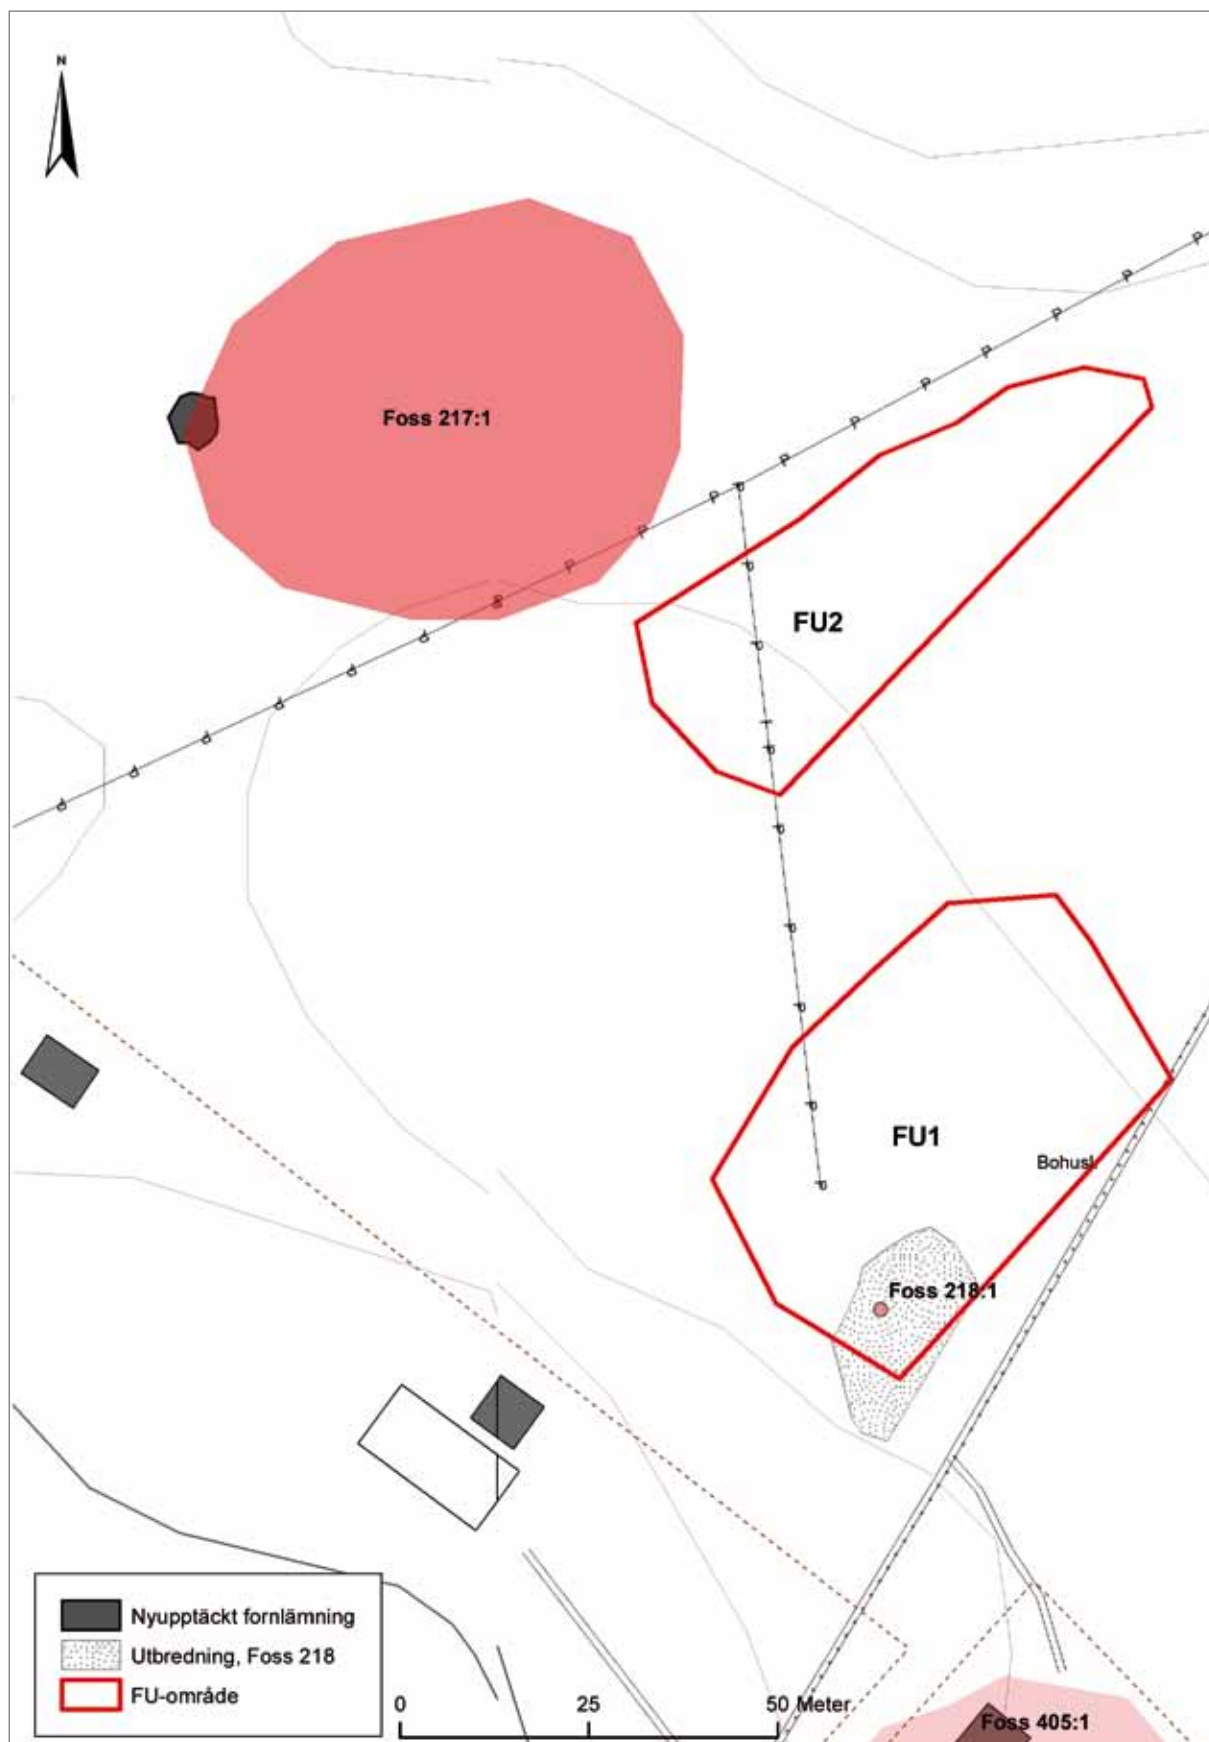 N
Foss 217:1
FU2
FU1
Bohusl.
Foss 218:1
Nyupptäckt fornlämning
Utbredning, Foss 218
FU-område
0 25 50 Meter
Foss 405:1